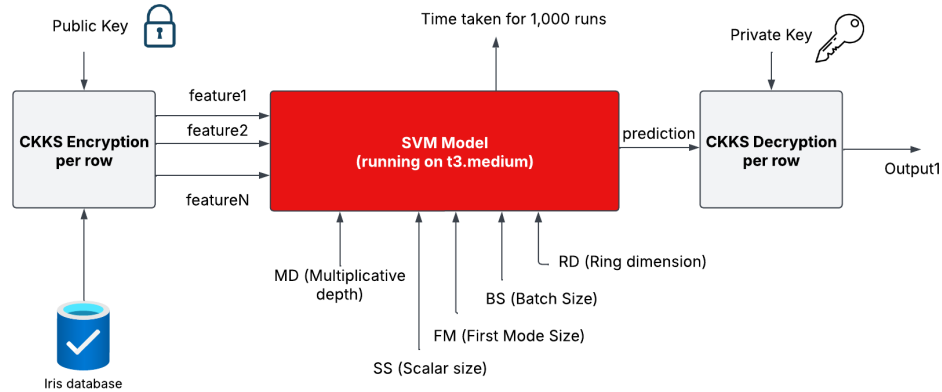 Time taken for 1,000 runs
Public Key
Private Key
feature1
CKKS Encryption
per row
feature2
SVM Model
(running on t3.medium)
prediction
CKKS Decryption
per row
Output1
featureN
RD (Ring dimension)
MD (Multiplicative
depth)
BS (Batch Size)
FM (First Mode Size)
SS (Scalar size)
Iris database